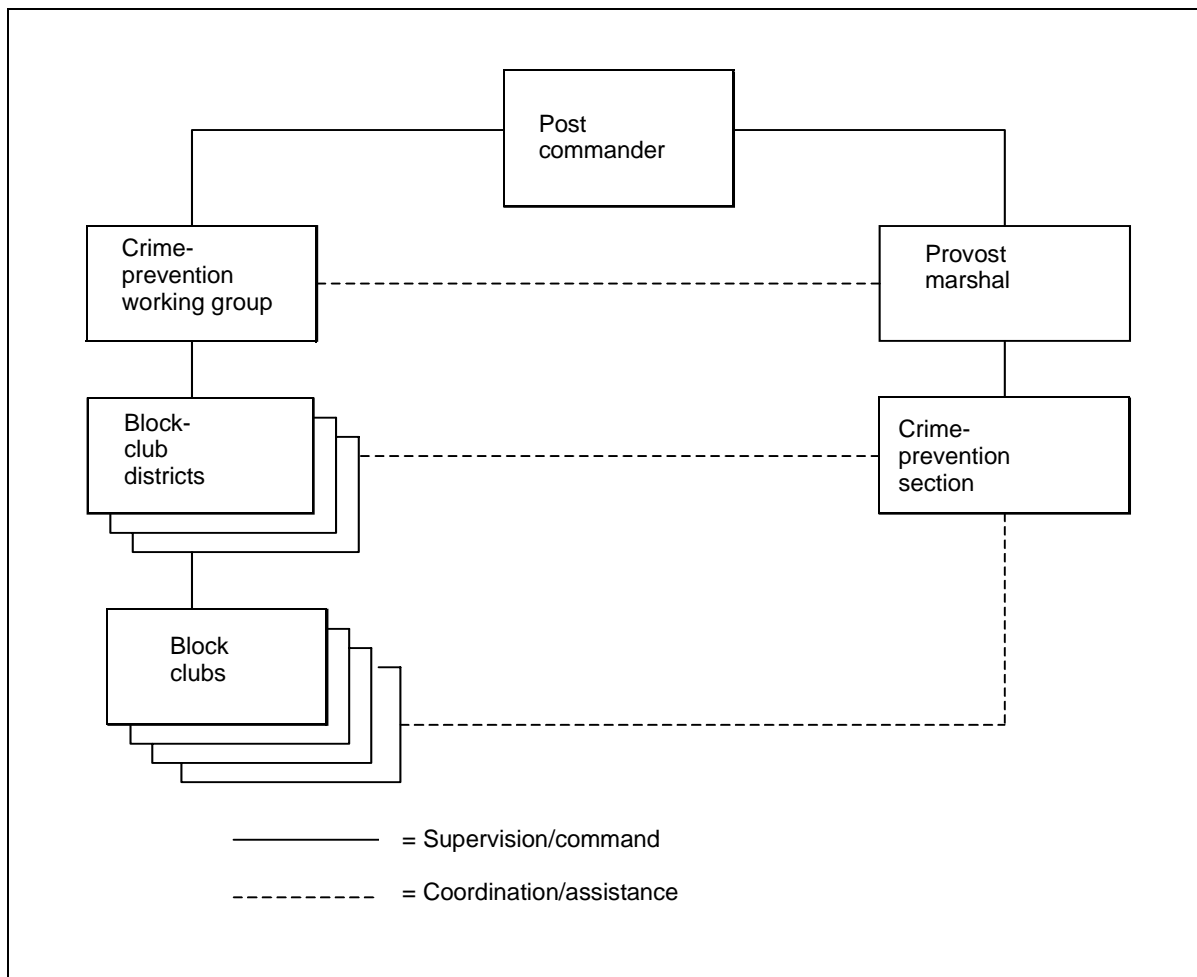 Post
commander
Crime-
prevention
working group
Provost
marshal
Block-
club
districts
Crime-
prevention
section
Block
clubs
= Supervision/command
= Coordination/assistance